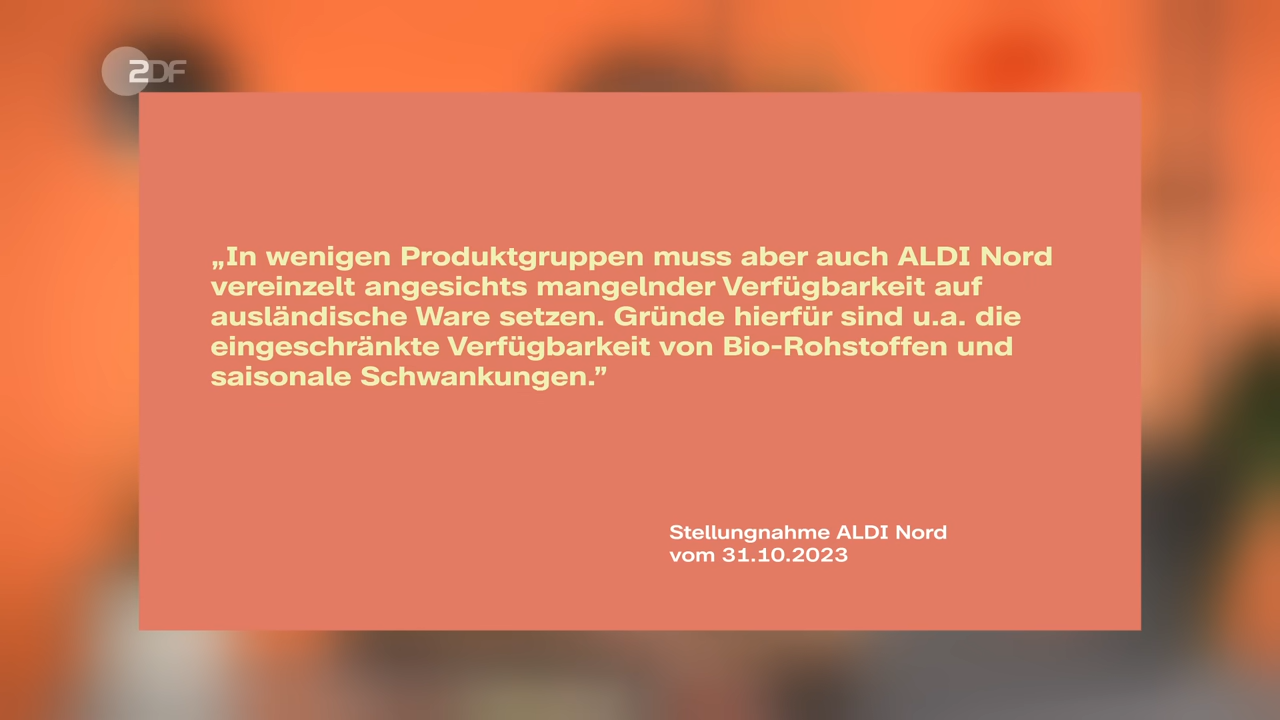 ZDF
„In wenigen Produktgruppen muss aber auch ALDI Nord
vereinzelt angesichts mangelnder Verfügbarkeit auf
ausländische Ware setzen. Gründe hierfür sind u.a. die
eingeschränkte Verfügbarkeit von Bio-Rohstoffen und
saisonale Schwankungen.”
Stellungnahme ALDI Nord
vom 31.10.2023